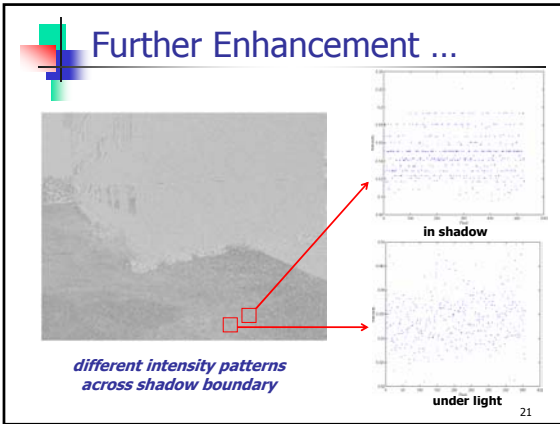 Further Enhancement ...
in shadow
different intensity patterns
across shadow boundary
under light
21